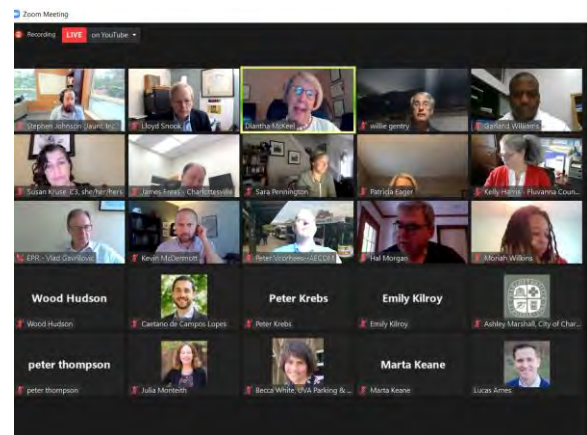 Zoom Meeting
Recording
LIVE on YouTube
Stephen Johnson (Jaunt, Inc.
Lloyd Snook
Diantha McKeel
willie gentry
Garland Williams
Susan Kruse, C3, she/her/hers
James Freas - Charlottesville
Sara Pennington
Patricia Eager
Kelly Harris - Fluvanna Coun...
EPR - Vlad Gavrilovic
Kevin McDermott
Peter Voorhees - AECOM
Hal Morgan
Moriah Wilkins
Wood Hudson
Peter Krebs
Emily Kilroy
Wood Hudson
Caetano de Campos Lopes
Peter Krebs
Emily Kilroy
Ashley Marshall, City of Char...
peter thompson
Marta Keane
peter thompson
Julia Monteith
Becca White, UVA Parking & ...
Marta Keane
Lucas Ames